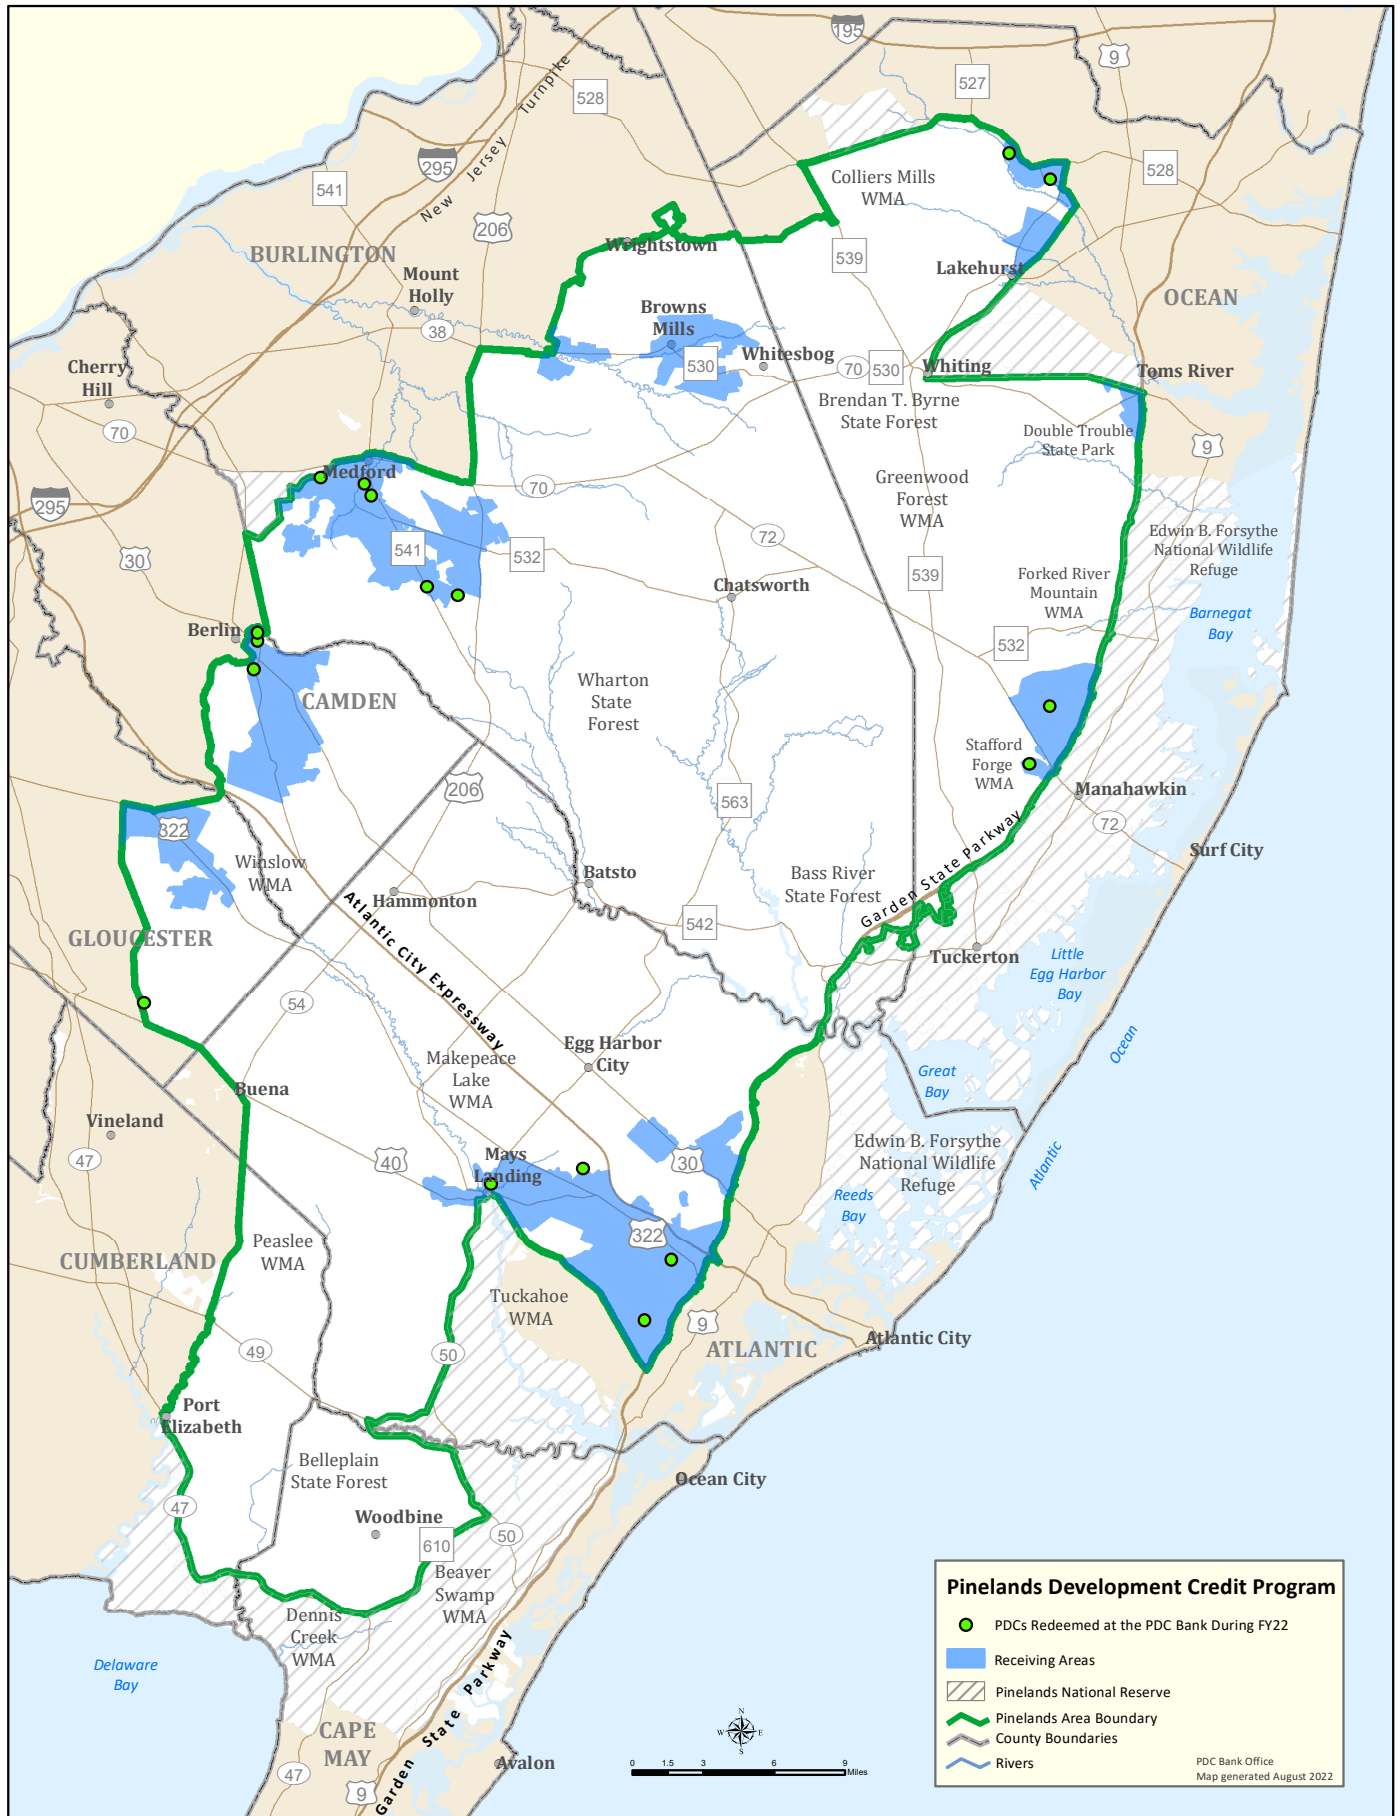 195
9
527
528
New Jersey Turnpike
295
541
528
Colliers Mills
WMA
206
BURLINGTON
Wrightstown
539
Mount
Holly
Lakehurst
OCEAN
Browns
Mills
38
530
Whitesbog
70
530
Whiting
Toms River
Cherry
Hill
70
Brendan T. Byrne
State Forest
Double Trouble
State Park
9
Medford
70
Greenwood
Forest
WMA
295
541
532
72
Edwin B. Forsythe
National Wildlife
Refuge
30
539
Forked River
Mountain
WMA
Chatsworth
Barnegat
Bay
Berlin
532
Wharton
State
Forest
CAMDEN
Stafford
Forge
WMA
206
563
Manahawkin
72
322
Surf City
Winslow
WMA
Batsto
Bass River
State Forest
Garden State Parkway
Hammonton
Atlantic City Expressway
542
GLOUCESTER
Tuckerton
Little
Egg Harbor
Bay
54
Egg Harbor
City
Makepeace
Lake
WMA
Atlantic Ocean
Great
Bay
Buena
Vineland
47
40
Mays
Landing
30
Edwin B. Forsythe
National Wildlife
Refuge
Reeds
Bay
322
Peaslee
WMA
CUMBERLAND
Tuckahoe
WMA
9
Atlantic City
ATLANTIC
49
50
Port
Elizabeth
Belleplain
State Forest
Ocean City
47
Woodbine
610
50
Beaver
Swamp
WMA
Dennis
Creek
WMA
Delaware
Bay
Garden State Parkway
CAPE
MAY
47
9
Avalon
N
W E
S
0 1.5 3 6 9
Miles
Pinelands Development Credit Program
PDCs Redeemed at the PDC Bank During FY22
Receiving Areas
Pinelands National Reserve
Pinelands Area Boundary
County Boundaries
Rivers
PDC Bank Office
Map generated August 2022